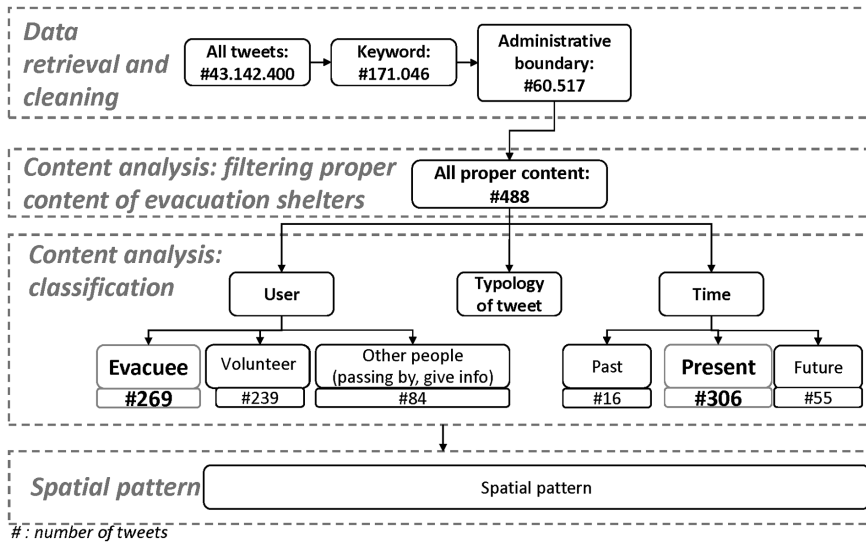 Data
retrieval and
cleaning
All tweets:
#43.142.400
Keyword:
#171.046
Administrative
boundary:
#60.517
Content analysis: filtering proper
content of evacuation shelters
All proper content:
#488
Content analysis:
classification
User
Typology
of tweet
Time
Evacuee
#269
Volunteer
#239
Other people
(passing by, give info)
#84
Past
#16
Present
#306
Future
#55
Spatial pattern
Spatial pattern
# : number of tweets